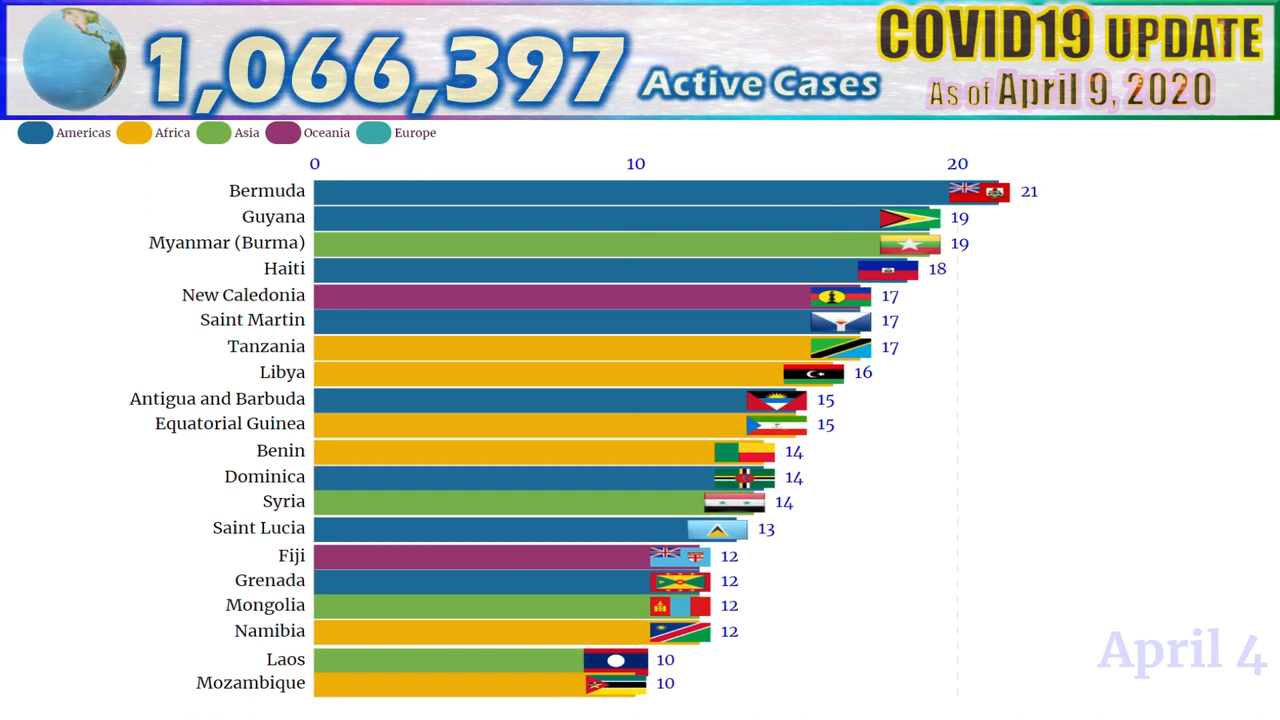 1,066,397 Active Cases
COVID19 UPDATE
As of April 9, 2020
Americas Africa Asia Oceania Europe
0 10 20
Bermuda 21
Guyana 19
Myanmar (Burma) 19
Haiti 18
New Caledonia 17
Saint Martin 17
Tanzania 17
Libya 16
Antigua and Barbuda 15
Equatorial Guinea 15
Benin 14
Dominica 14
Syria 14
Saint Lucia 13
Fiji 12
Grenada 12
Mongolia 12
Namibia 12
Laos 10
Mozambique 10
April 4